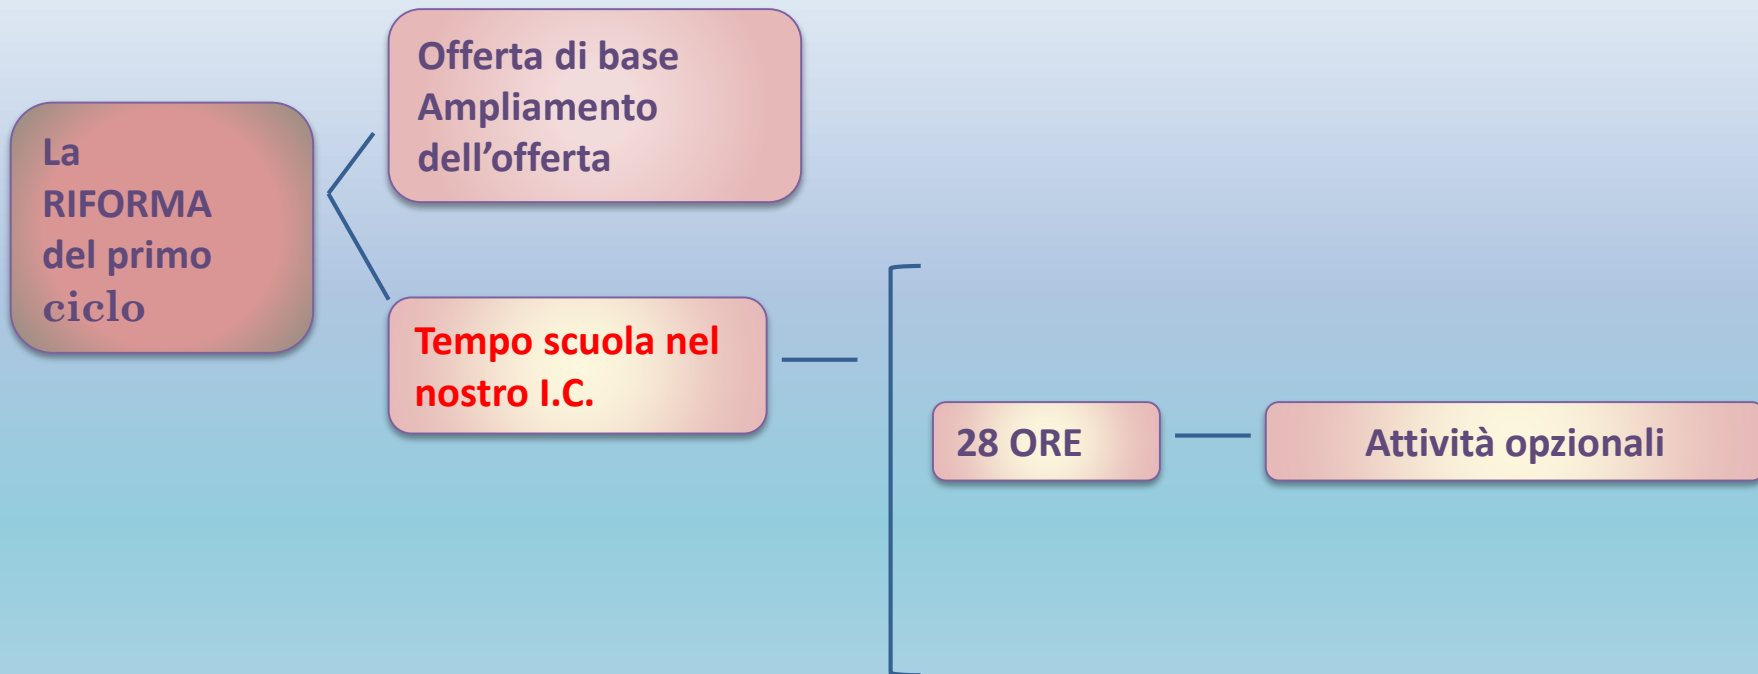 La
RIFORMA
del primo
ciclo
Offerta di base
Ampliamento
dell’offerta
Tempo scuola nel
nostro I.C.
28 ORE
Attività opzionali